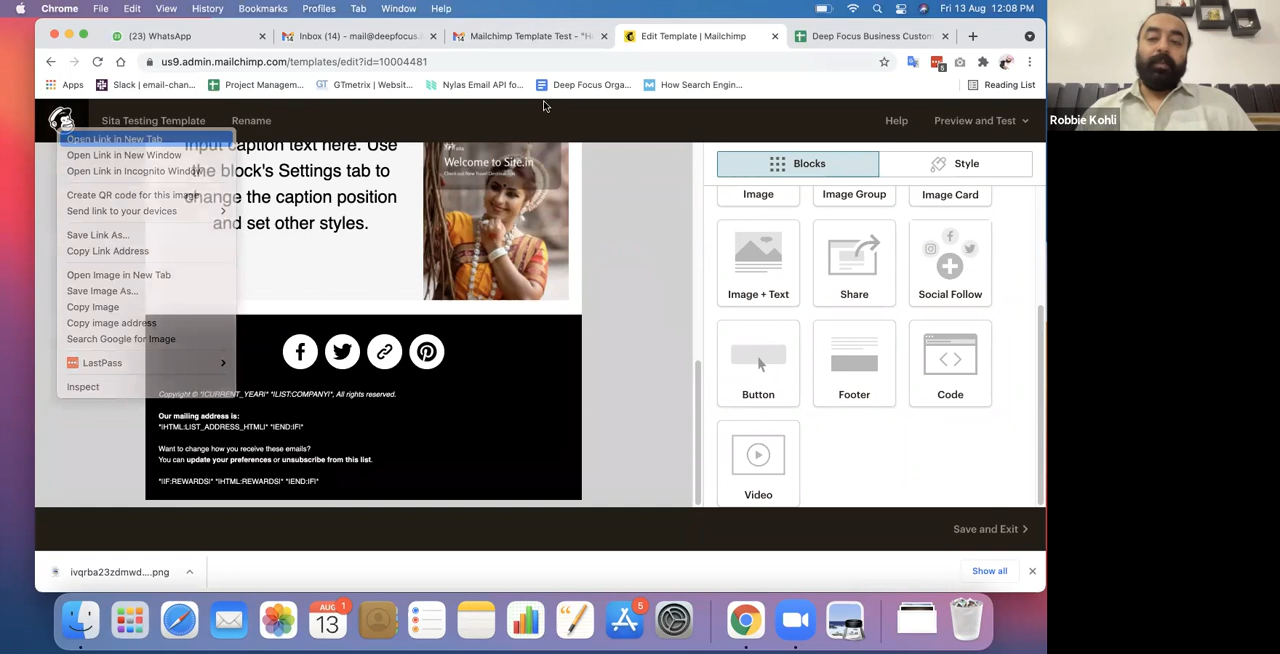 Chrome File Edit View History Bookmarks Profiles Tab Window Help Fri 13 Aug 12:08 PM
(23) WhatsApp
Inbox (14) - mail@deepfocus.
Mailchimp Template Test - "H
Edit Template | Mailchimp
Deep Focus Business Custom
us9.admin.mailchimp.com/templates/edit?id=10004481
Apps
Slack | email-chan...
Project Managem...
GTmetrix | Websit...
Nylas Email API fo...
Deep Focus Orga...
How Search Engin...
Reading List
Sita Testing Template
Rename
Help
Preview and Test
Open Link in New Tab
Open Link in New Window
Open Link in Incognito Window
Create QR code for this image
Send link to your devices
Save Link As...
Copy Link Address
Open Image in New Tab
Save Image As...
Copy Image
Copy image address
Search Google for Image
LastPass
Inspect
Input caption text here. Use
the block's Settings tab to
change the caption position
and set other styles.
Welcome to Site.in
Copyright © *|CURRENT_YEAR|* *|LIST:COMPANY|*, All rights reserved.
Our mailing address is:
*|HTML:LIST_ADDRESS_HTML|* *|END:IF|*
Want to change how you receive these emails?
You can update your preferences or unsubscribe from this list.
*|IF:REWARDS|* *|HTML:REWARDS|* *|END:IF|*
Blocks
Style
Image
Image Group
Image Card
Image + Text
Share
Social Follow
Button
Footer
Code
Video
Save and Exit
ivqrba23zdmwd....png
Show all
AUG
13
1
5
Robbie Kohli